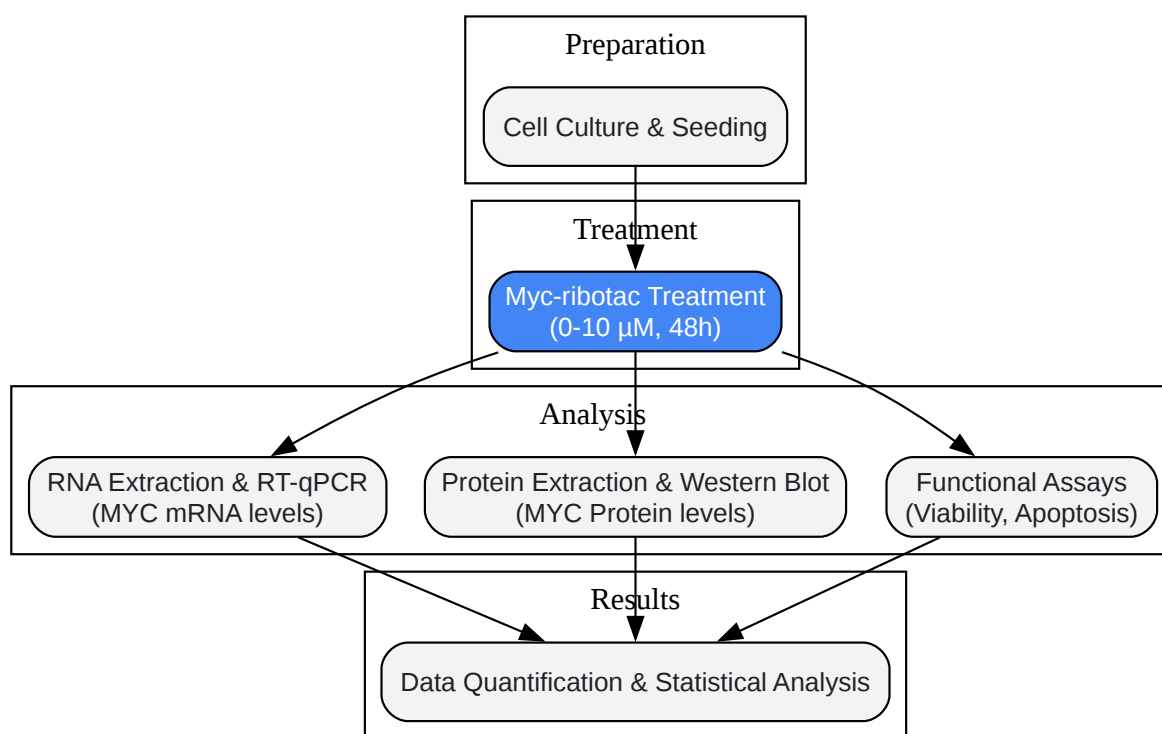 Preparation
Cell Culture & Seeding
Treatment
Myc-ribotac Treatment
(0-10 µM, 48h)
Analysis
RNA Extraction & RT-qPCR
(MYC mRNA levels)
Protein Extraction & Western Blot
(MYC Protein levels)
Functional Assays
(Viability, Apoptosis)
Results
Data Quantification & Statistical Analysis